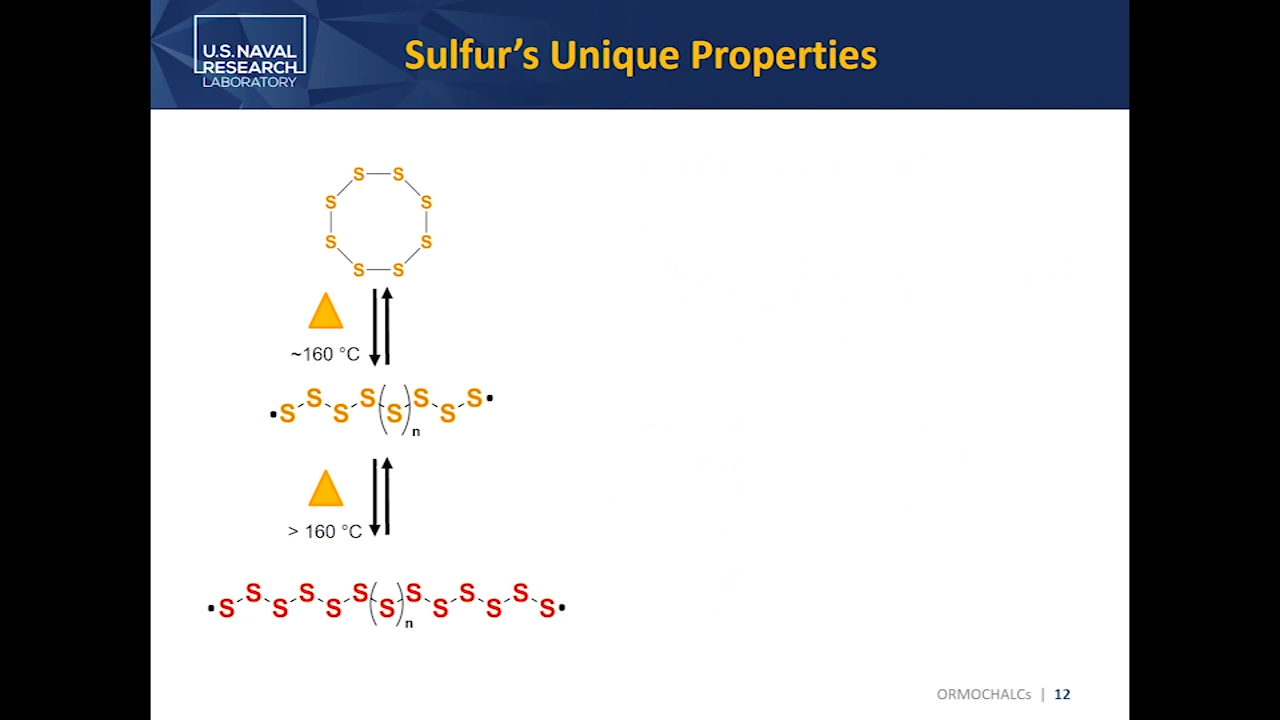 U.S. NAVAL
RESEARCH
LABORATORY
Sulfur's Unique Properties
S S
S S
S S
S S
~160 °C
•S S S S (S)n S S S•
> 160 °C
•S S S S S S (S)n S S S S S S•
ORMOCHALCs | 12